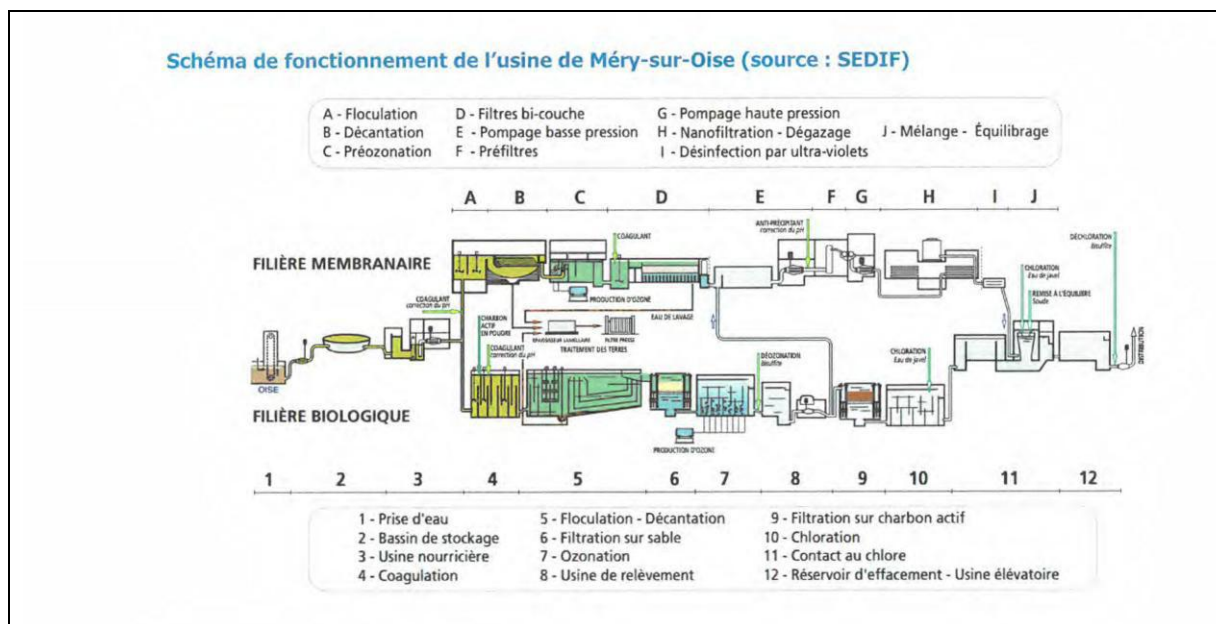 Schéma de fonctionnement de l'usine de Méry-sur-Oise (source : SEDIF)
A - Floculation
B - Décantation
C - Préozonation
D - Filtres bi-couche
E - Pompage basse pression
F - Préfiltres
G - Pompage haute pression
H - Nanofiltration - Dégazage
I - Désinfection par ultra-violets
J - Mélange - Équilibrage
A B C D E F G H I J
FILIÈRE MEMBRANAIRE
COAGULANT
correction du pH
COAGULANT
PRODUCTION D'OZONE
EAU DE LAVAGE
ANTI-PRÉCIPITANT
correction du pH
DÉCHLORATION
Bisulfite
CHLORATION
Eau de javel
REMISE À L'ÉQUILIBRE
Soude
CHARBON
ACTIF
EN POUDRE
COAGULANT
correction du pH
ÉPAISSISSEUR LAMELLAIRE
FILTRE PRESSE
TRAITEMENT DES TERRES
DÉOZONATION
Bisulfite
CHLORATION
Eau de javel
DISTRIBUTION
OISE
FILIÈRE BIOLOGIQUE
PRODUCTION D'OZONE
1 2 3 4 5 6 7 8 9 10 11 12
1 - Prise d'eau
2 - Bassin de stockage
3 - Usine nourricière
4 - Coagulation
5 - Floculation - Décantation
6 - Filtration sur sable
7 - Ozonation
8 - Usine de relèvement
9 - Filtration sur charbon actif
10 - Chloration
11 - Contact au chlore
12 - Réservoir d'effacement - Usine élévatoire